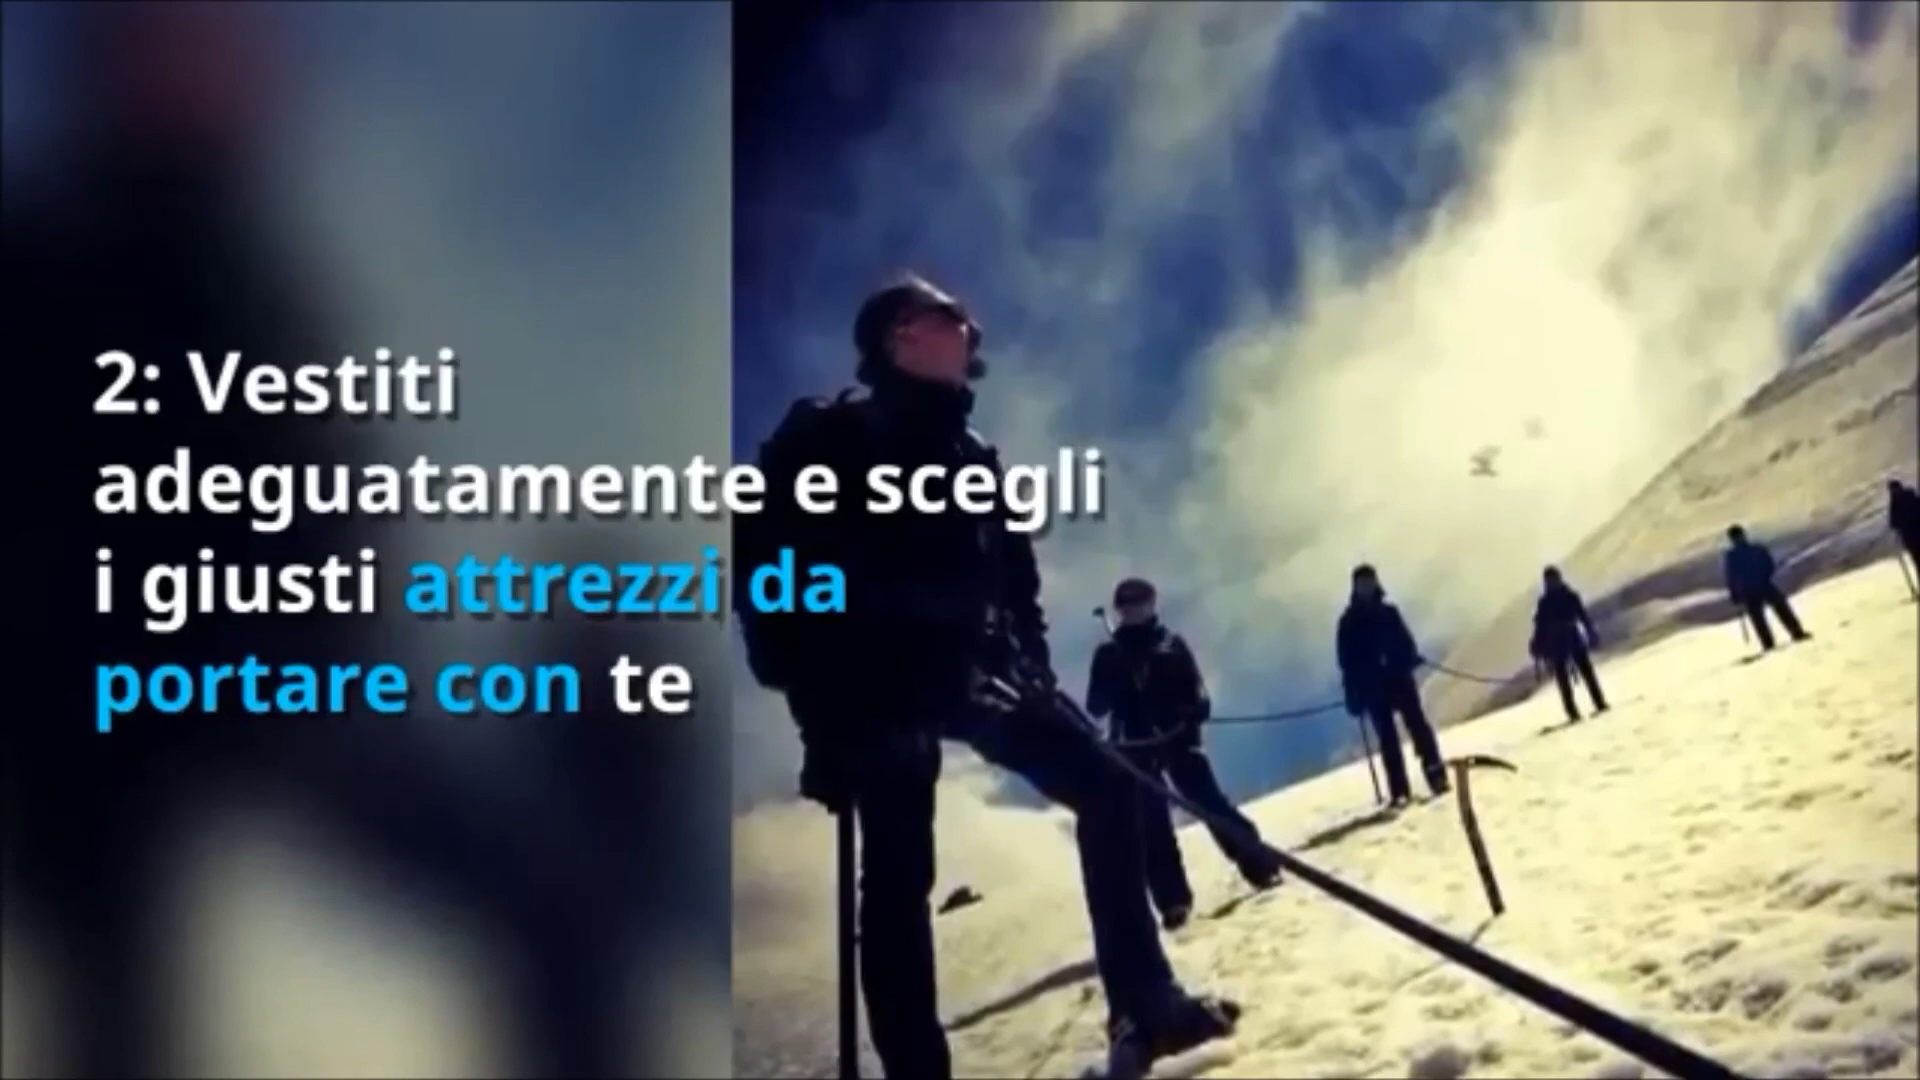 2: Vestiti
adeguatamente e scegli
i giusti attrezzi da
portare con te